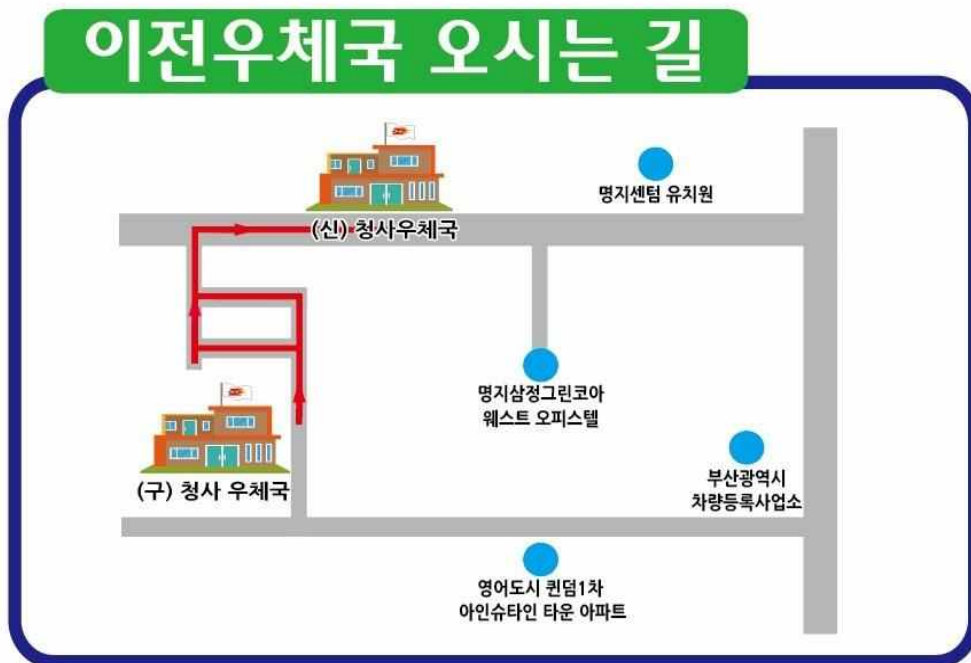 이전우체국 오시는 길
명지센텀 유치원
(신) 청사우체국
명지삼정그린코아
웨스트 오피스텔
부산광역시
차량등록사업소
(구) 청사 우체국
영어도시 퀸덤1차
아인슈타인 타운 아파트